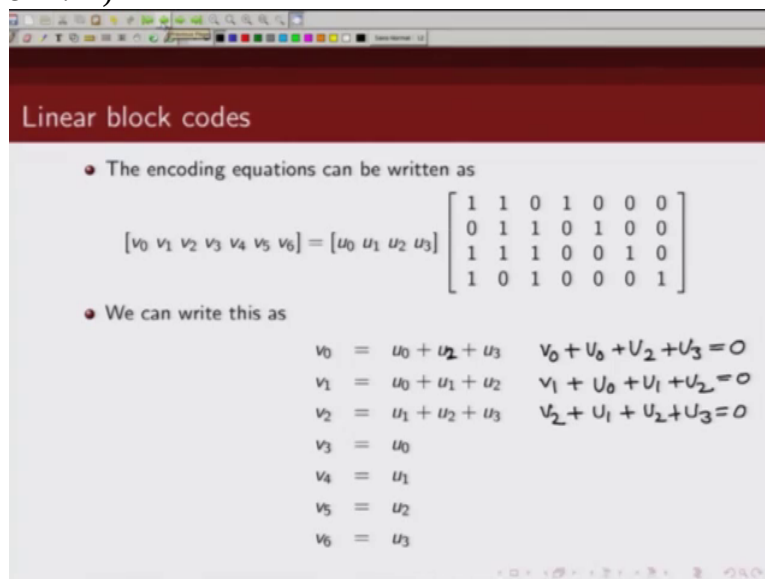 Linear block codes
The encoding equations can be written as
[v0 v1 v2 v3 v4 v5 v6] = [u0 u1 u2 u3]
1 1 0 1 0 0 0
0 1 1 0 1 0 0
1 1 1 0 0 1 0
1 0 1 0 0 0 1
We can write this as
v0 = u0 + u2 + u3 v0 + u0 + u2 + u3 = 0
v1 = u0 + u1 + u2 v1 + u0 + u1 + u2 = 0
v2 = u1 + u2 + u3 v2 + u1 + u2 + u3 = 0
v3 = u0
v4 = u1
v5 = u2
v6 = u3